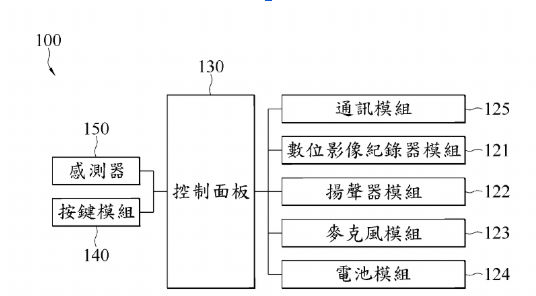 100
130
150
感測器
按鍵模組
140
控制面板
通訊模組
125
數位影像紀錄器模組
121
揚聲器模組
122
麥克風模組
123
電池模組
124